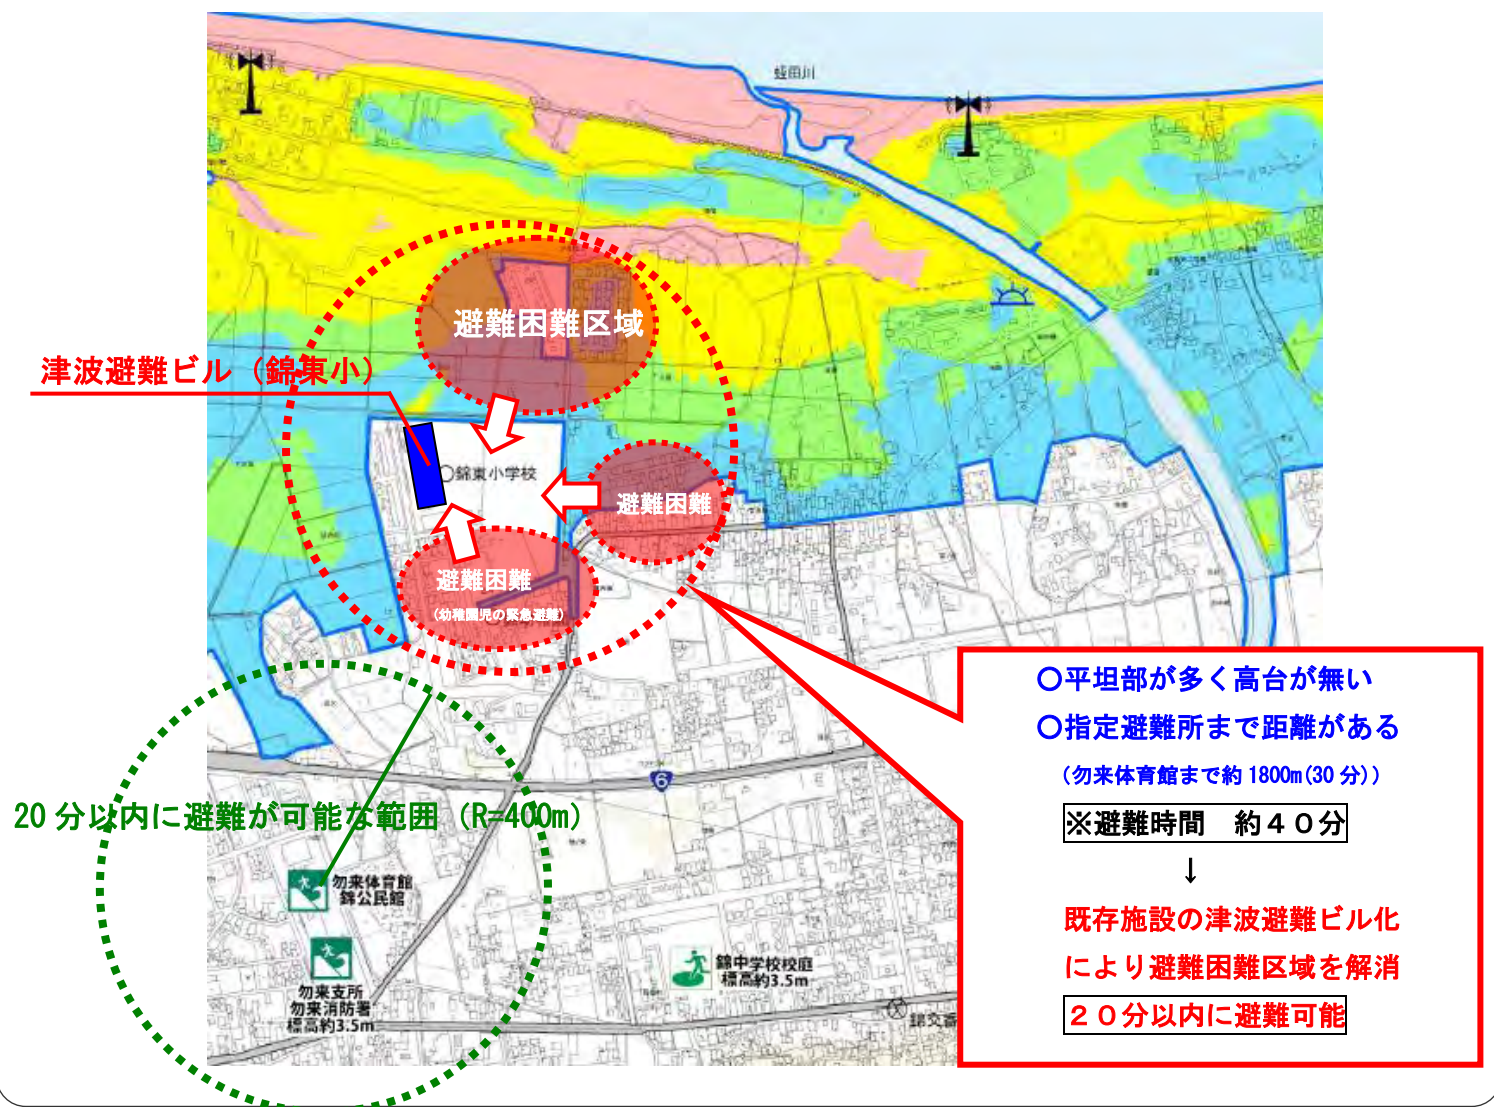 蛭田川
避難困難区域
津波避難ビル（錦東小）
○錦東小学校
避難困難
避難困難
(幼稚園児の緊急避難)
○平坦部が多く高台が無い
○指定避難所まで距離がある
（勿来体育館まで約1800m(30分)）
※避難時間　約４０分
↓
既存施設の津波避難ビル化
により避難困難区域を解消
２０分以内に避難可能
6
20分以内に避難が可能な範囲（R=400m）
勿来体育館
錦公民館
勿来支所
勿来消防署
標高約3.5m
錦中学校校庭
標高約3.5m
錦交番